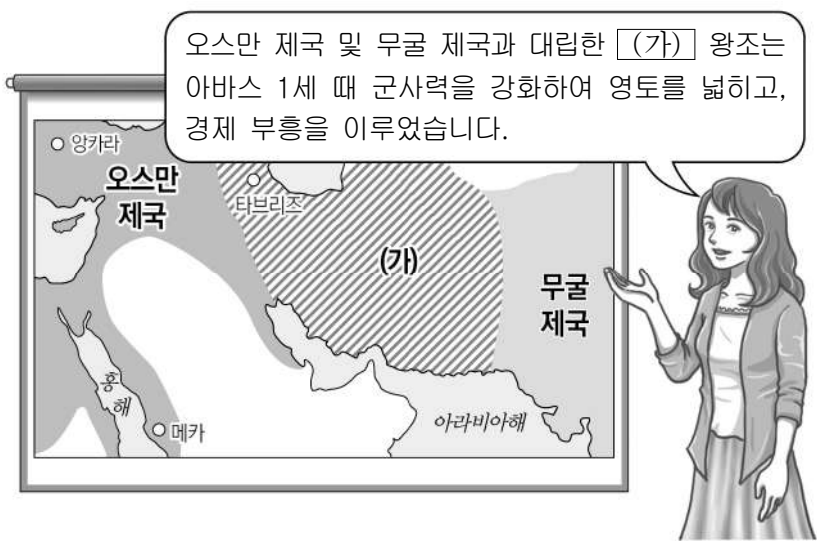 오스만 제국 및 무굴 제국과 대립한 (가) 왕조는
아바스 1세 때 군사력을 강화하여 영토를 넓히고,
경제 부흥을 이루었습니다.
앙카라
오스만
제국
타브리즈
(가)
무굴
제국
홍
해
메카
아라비아해